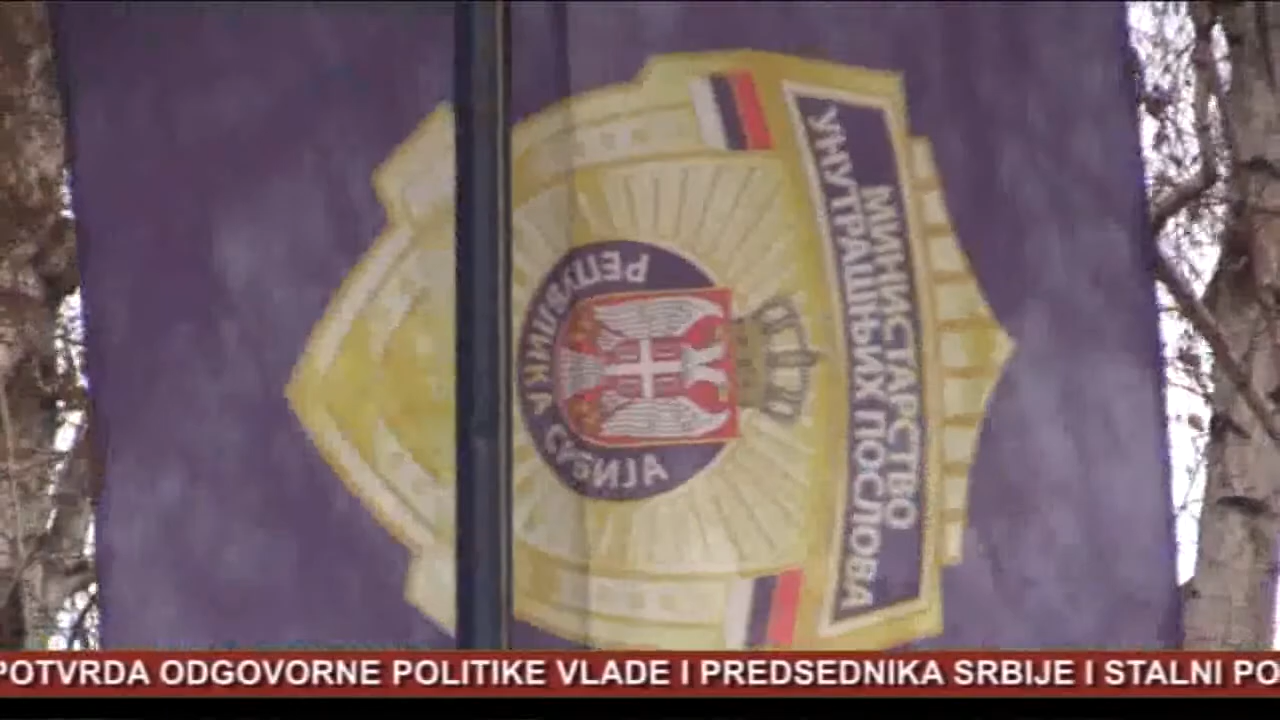 МИНИСТАРСТВО
УНУТРАШЊИХ ПОСЛОВА
РЕПУБЛИКА СРБИЈА
POTVRDA ODGOVORNE POLITIKE VLADE I PREDSEDNIKA SRBIJE I STALNI PO